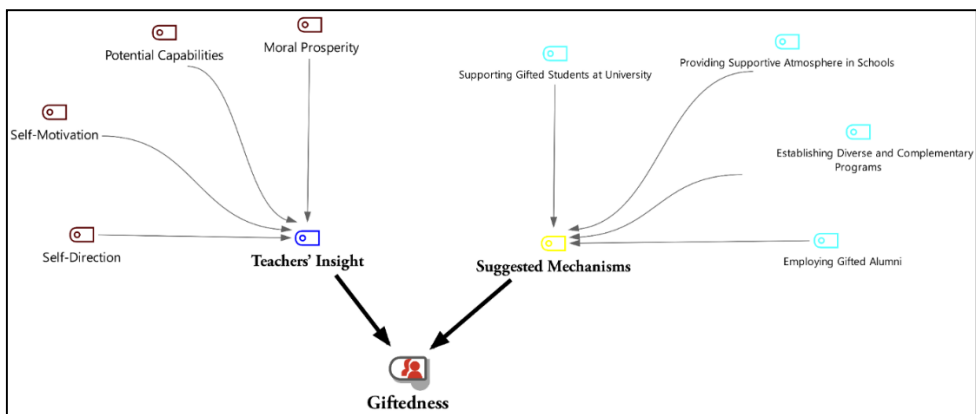 Moral Prosperity
Potential Capabilities
Self-Motivation
Self-Direction
Teachers’ Insight
Supporting Gifted Students at University
Providing Supportive Atmosphere in Schools
Establishing Diverse and Complementary
Programs
Employing Gifted Alumni
Suggested Mechanisms
Giftedness